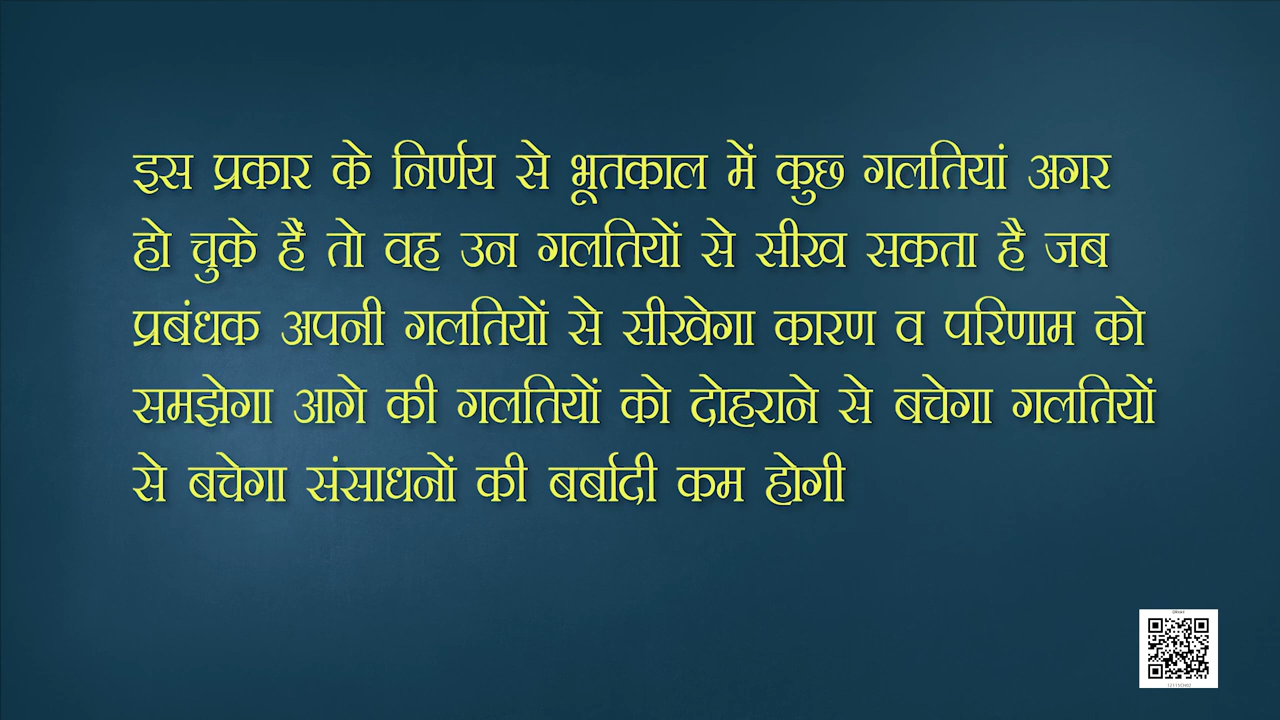 इस प्रकार के निर्णय से भूतकाल में कुछ गलतियां अगर
हो चुके हैं तो वह उन गलतियों से सीख सकता है जब
प्रबंधक अपनी गलतियों से सीखेगा कारण व परिणाम को
समझेगा आगे की गलतियों को दोहराने से बचेगा गलतियों
से बचेगा संसाधनों की बर्बादी कम होगी